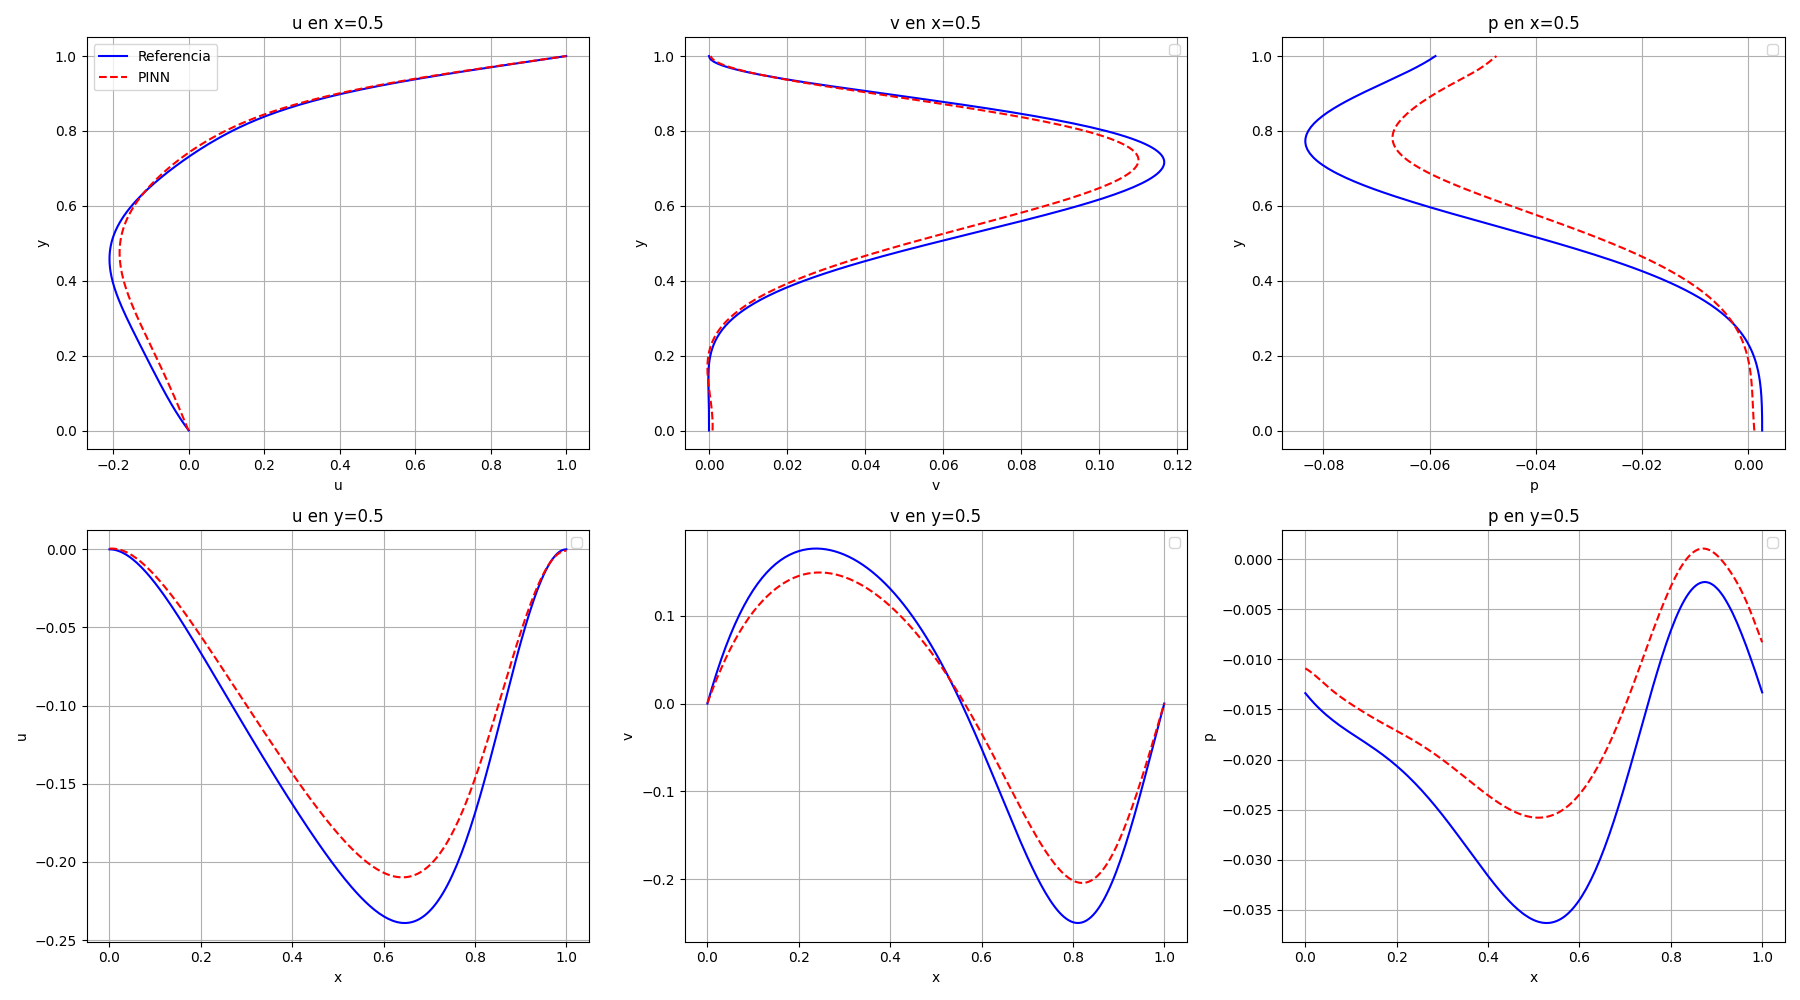 u en x=0.5
v en x=0.5
p en x=0.5
Referencia
PINN
y
1.0
0.8
0.6
0.4
0.2
0.0
−0.2 0.0 0.2 0.4 0.6 0.8 1.0
u
y
1.0
0.8
0.6
0.4
0.2
0.0
0.00 0.02 0.04 0.06 0.08 0.10 0.12
v
y
1.0
0.8
0.6
0.4
0.2
0.0
−0.08 −0.06 −0.04 −0.02 0.00
p
u en y=0.5
v en y=0.5
p en y=0.5
u
0.00
−0.05
−0.10
−0.15
−0.20
−0.25
0.0 0.2 0.4 0.6 0.8 1.0
x
v
0.1
0.0
−0.1
−0.2
0.0 0.2 0.4 0.6 0.8 1.0
x
p
0.000
−0.005
−0.010
−0.015
−0.020
−0.025
−0.030
−0.035
0.0 0.2 0.4 0.6 0.8 1.0
x